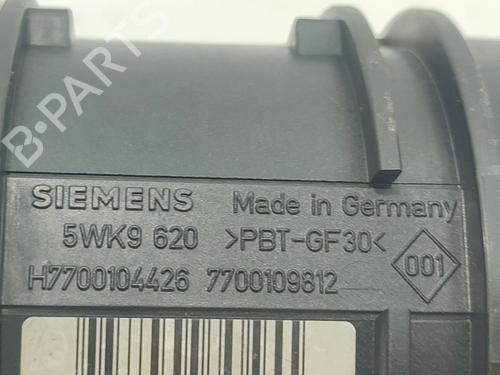 B-PARTS
SIEMENS Made in Germany
5WK9 620 >PBT-GF30< 001
H7700104426 7700109812